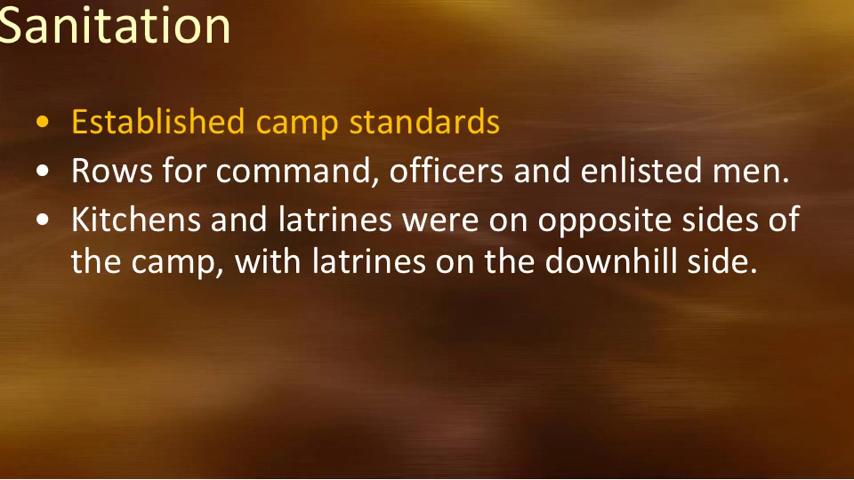 Sanitation
• Established camp standards
• Rows for command, officers and enlisted men.
• Kitchens and latrines were on opposite sides of
the camp, with latrines on the downhill side.